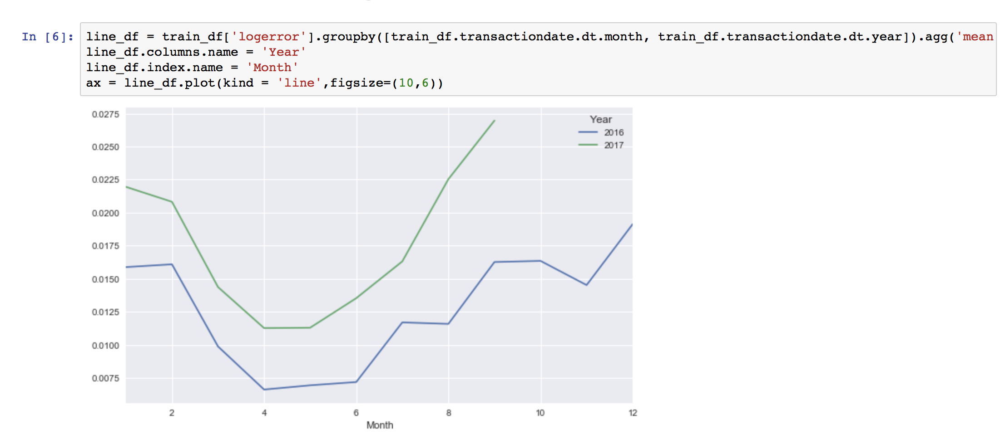 In [6]:
line_df = train_df['logerror'].groupby([train_df.transactiondate.dt.month, train_df.transactiondate.dt.year]).agg('mean
line_df.columns.name = 'Year'
line_df.index.name = 'Month'
ax = line_df.plot(kind = 'line',figsize=(10,6))
0.0275
0.0250
0.0225
0.0200
0.0175
0.0150
0.0125
0.0100
0.0075
Year
2016
2017
2 4 6 8 10 12
Month